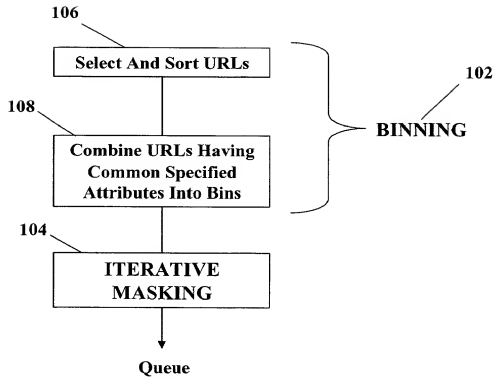 106
Select And Sort URLs
102
108
BINNING
Combine URLs Having
Common Specified
Attributes Into Bins
104
ITERATIVE
MASKING
Queue